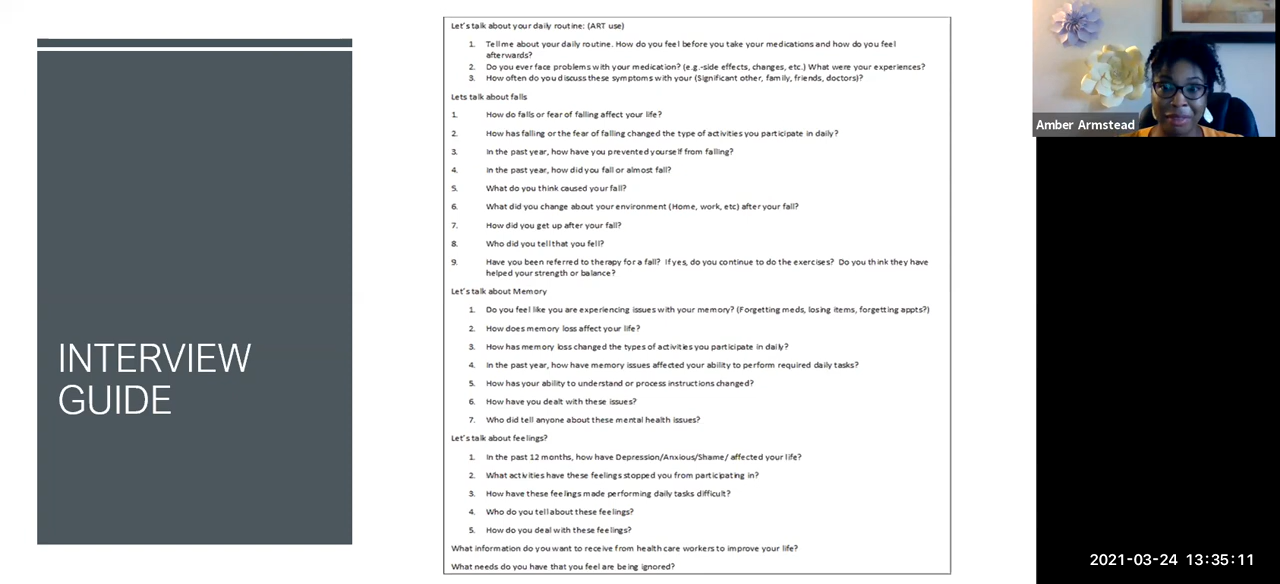 INTERVIEW
GUIDE
Let's talk about your daily routine: (ART use)
1. Tell me about your daily routine. How do you feel before you take your medications and how do you feel
afterwards?
2. Do you ever face problems with your medication? (e.g.-side effects, changes, etc.) What were your experiences?
3. How often do you discuss these symptoms with your (Significant other, family, friends, doctors)?
Lets talk about falls
1. How do falls or fear of falling affect your life?
2. How has falling or the fear of falling changed the type of activities you participate in daily?
3. In the past year, how have you prevented yourself from falling?
4. In the past year, how did you fall or almost fall?
5. What do you think caused your fall?
6. What did you change about your environment (Home, work, etc) after your fall?
7. How did you get up after your fall?
8. Who did you tell that you fell?
9. Have you been referred to therapy for a fall? If yes, do you continue to do the exercises? Do you think they have
helped your strength or balance?
Let's talk about Memory
1. Do you feel like you are experiencing issues with your memory? (Forgetting meds, losing items, forgetting appts?)
2. How does memory loss affect your life?
3. How has memory loss changed the types of activities you participate in daily?
4. In the past year, how have memory issues affected your ability to perform required daily tasks?
5. How has your ability to understand or process instructions changed?
6. How have you dealt with these issues?
7. Who did tell anyone about these mental health issues?
Let's talk about feelings?
1. In the past 12 months, how have Depression/Anxious/Shame/ affected your life?
2. What activities have these feelings stopped you from participating in?
3. How have these feelings made performing daily tasks difficult?
4. Who do you tell about these feelings?
5. How do you deal with these feelings?
What information do you want to receive from health care workers to improve your life?
What needs do you have that you feel are being ignored?
Amber Armstead
2021-03-24 13:35:11